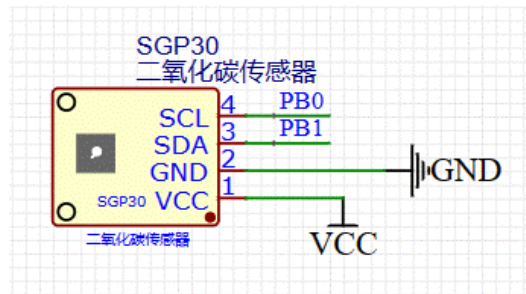 SGP30
二氧化碳传感器
SCL 4 PB0
SDA 3 PB1
GND 2 GND
SGP30 VCC 1
二氧化碳传感器
VCC